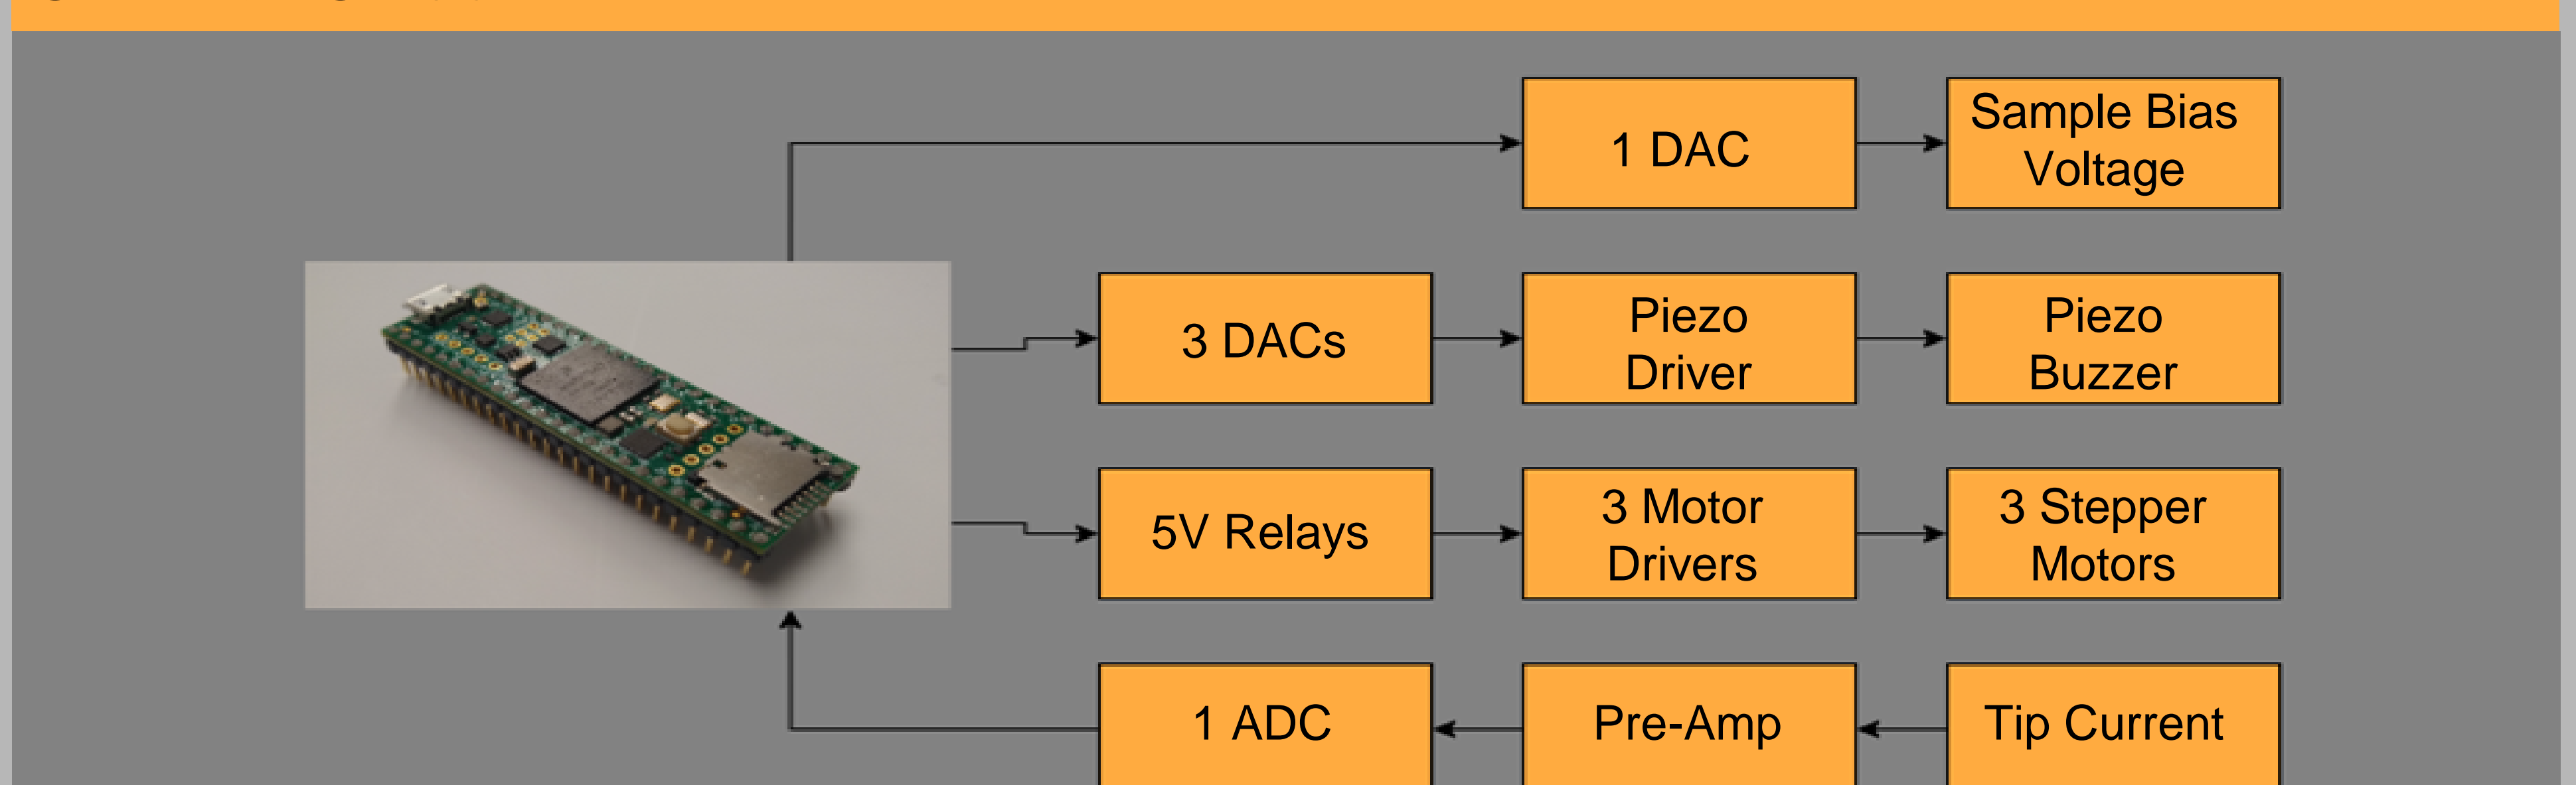 1 DAC
Sample Bias
Voltage
3 DACs
Piezo
Driver
Piezo
Buzzer
5V Relays
3 Motor
Drivers
3 Stepper
Motors
1 ADC
Pre-Amp
Tip Current